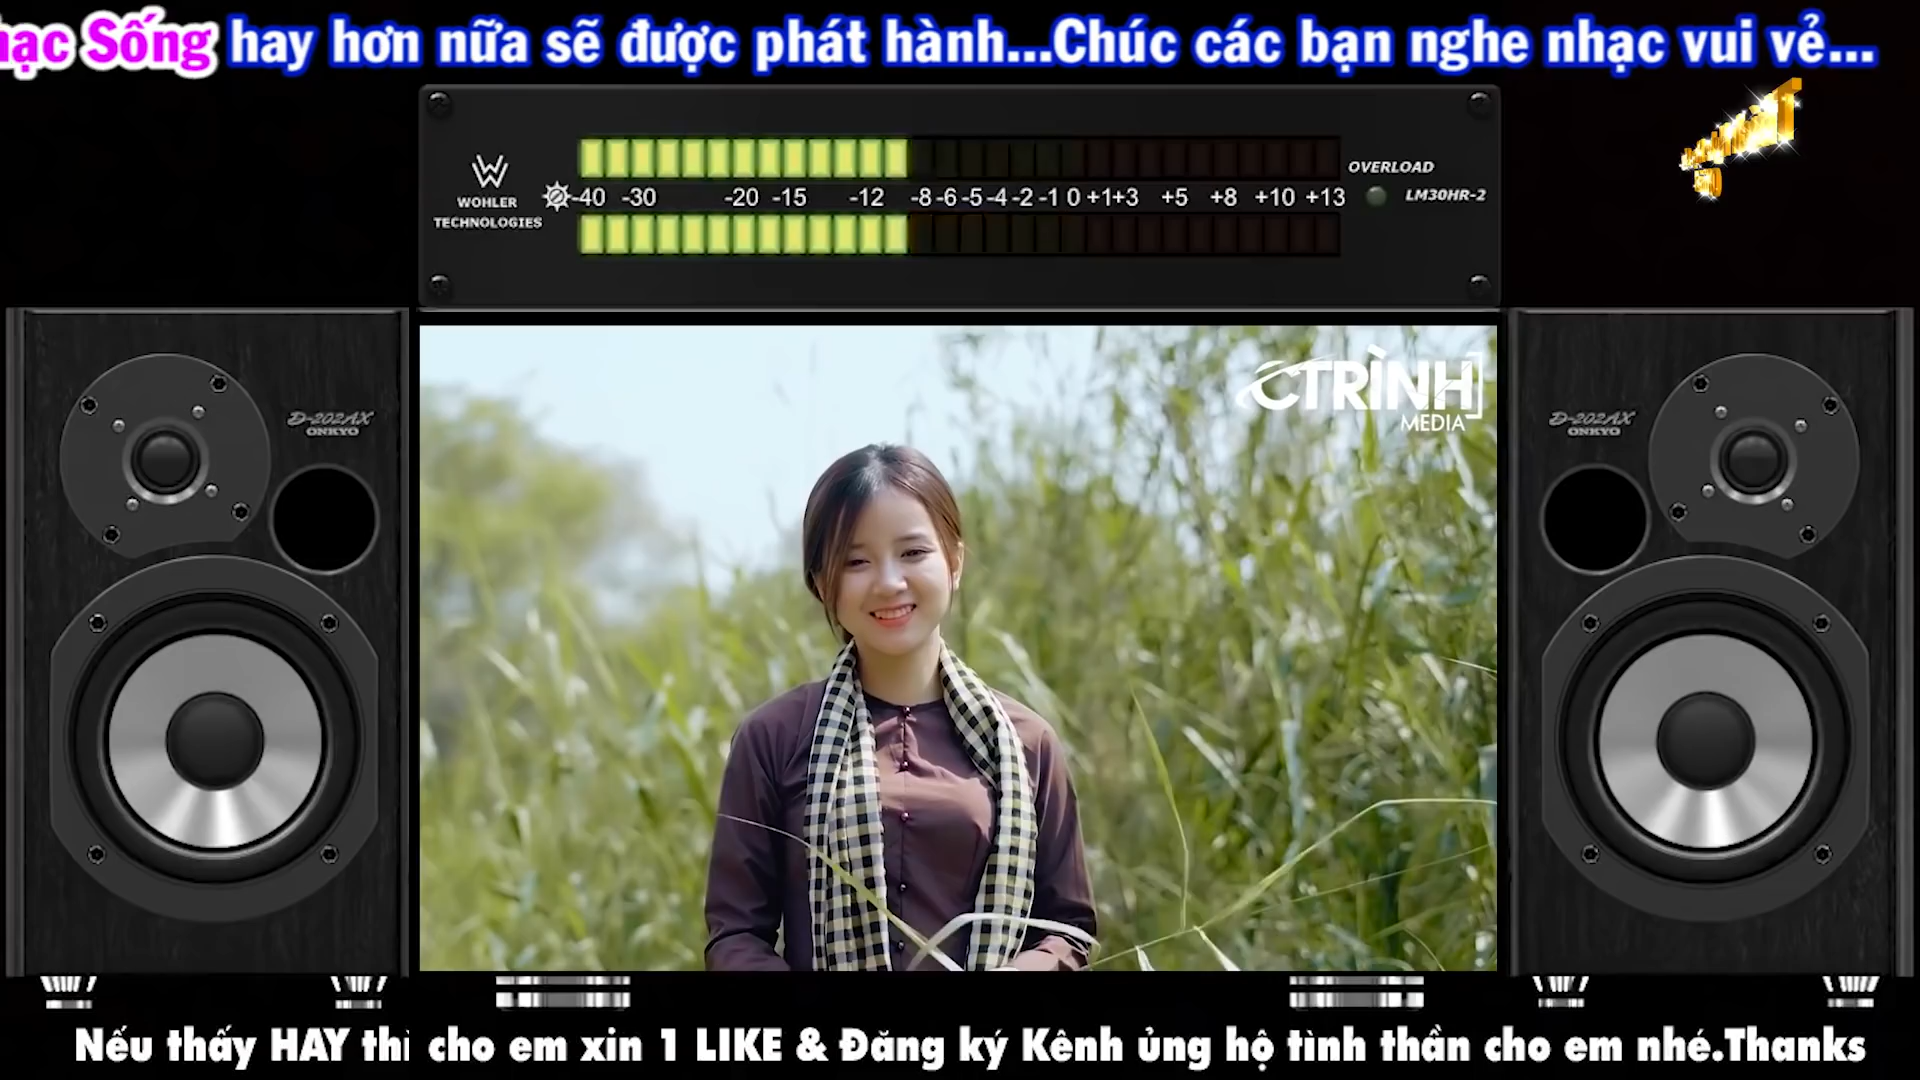 hạc Sống hay hơn nữa sẽ được phát hành...Chúc các bạn nghe nhạc vui vẻ...
WOHLER
TECHNOLOGIES
-40 -30 -20 -15 -12 -8 -6 -5 -4 -2 -1 0 +1 +3 +5 +8 +10 +13
OVERLOAD
LM30HR-2
D-202AX
ONKYO
CTRÌNH
MEDIA
D-202AX
ONKYO
Nếu thấy HAY thì cho em xin 1 LIKE & Đăng ký Kênh ủng hộ tình thần cho em nhé.Thanks